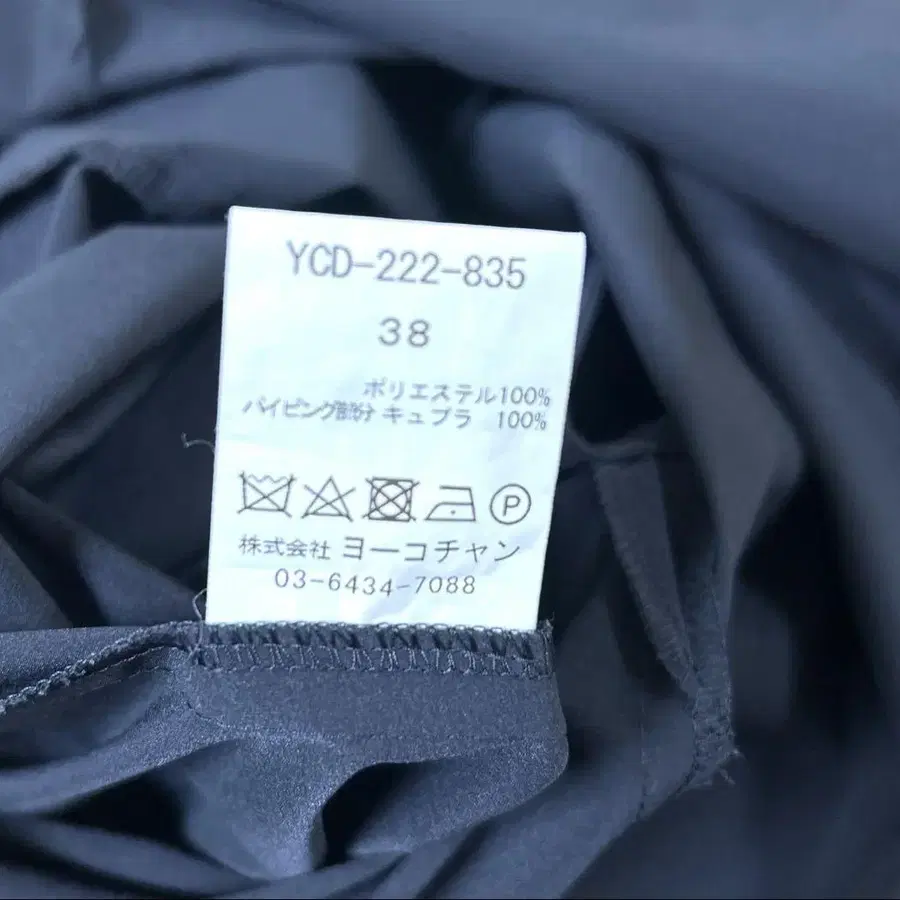 YCD-222-835
38
ポリエステル100%
パイピング部分 キュプラ 100%
P
株式会社 ヨーコチャン
03-6434-7088